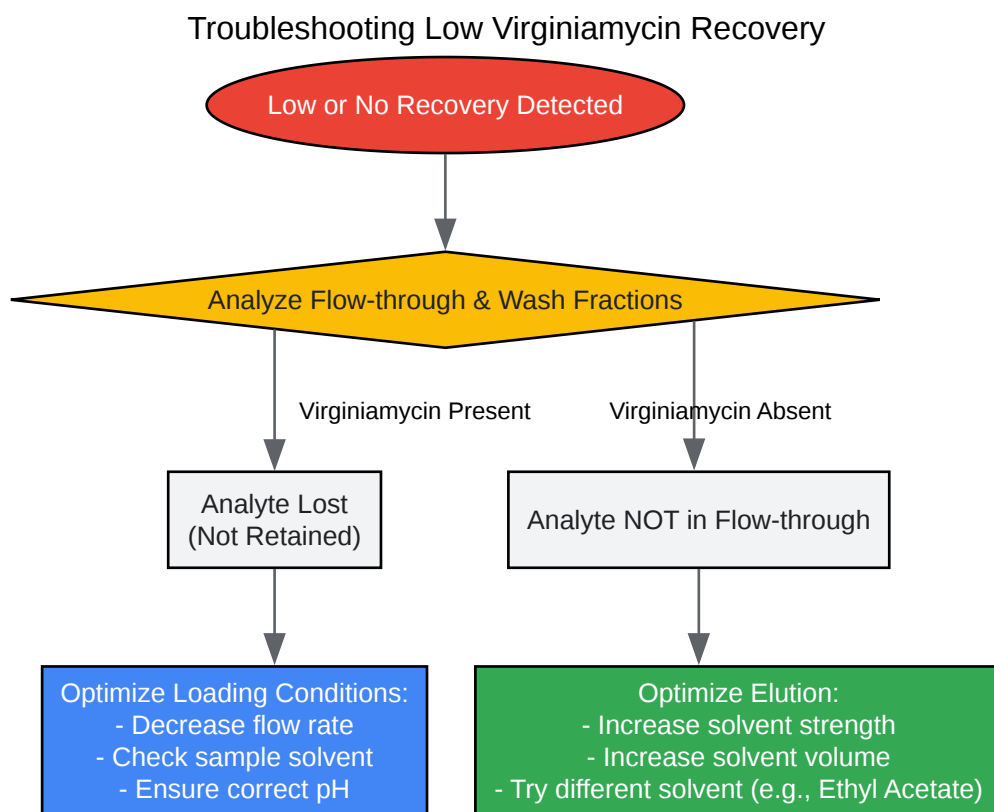 Troubleshooting Low Virginiamycin Recovery
Low or No Recovery Detected
Analyze Flow-through & Wash Fractions
Virginiamycin Present
Virginiamycin Absent
Analyte Lost
(Not Retained)
Analyte NOT in Flow-through
Optimize Loading Conditions:
- Decrease flow rate
- Check sample solvent
- Ensure correct pH
Optimize Elution:
- Increase solvent strength
- Increase solvent volume
- Try different solvent (e.g., Ethyl Acetate)